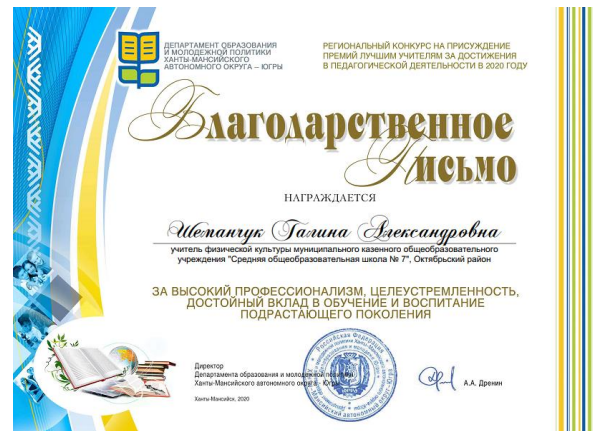 ДЕПАРТАМЕНТ ОБРАЗОВАНИЯ
И МОЛОДЕЖНОЙ ПОЛИТИКИ
ХАНТЫ-МАНСИЙСКОГО
АВТОНОМНОГО ОКРУГА – ЮГРЫ
РЕГИОНАЛЬНЫЙ КОНКУРС НА ПРИСУЖДЕНИЕ
ПРЕМИЙ ЛУЧШИМ УЧИТЕЛЯМ ЗА ДОСТИЖЕНИЯ
В ПЕДАГОГИЧЕСКОЙ ДЕЯТЕЛЬНОСТИ В 2020 ГОДУ
Благодарственное
Письмо
НАГРАЖДАЕТСЯ
Шепанчук Галина Александровна
учитель физической культуры муниципального казенного общеобразовательного
учреждения "Средняя общеобразовательная школа № 7", Октябрьский район
ЗА ВЫСОКИЙ ПРОФЕССИОНАЛИЗМ, ЦЕЛЕУСТРЕМЛЕННОСТЬ,
ДОСТОЙНЫЙ ВКЛАД В ОБУЧЕНИЕ И ВОСПИТАНИЕ
ПОДРАСТАЮЩЕГО ПОКОЛЕНИЯ
Директор
Департамента образования и молодежной политики
Ханты-Мансийского автономного округа - Югры
А.А. Дренин
Ханты-Мансийск, 2020
Российская Федерация